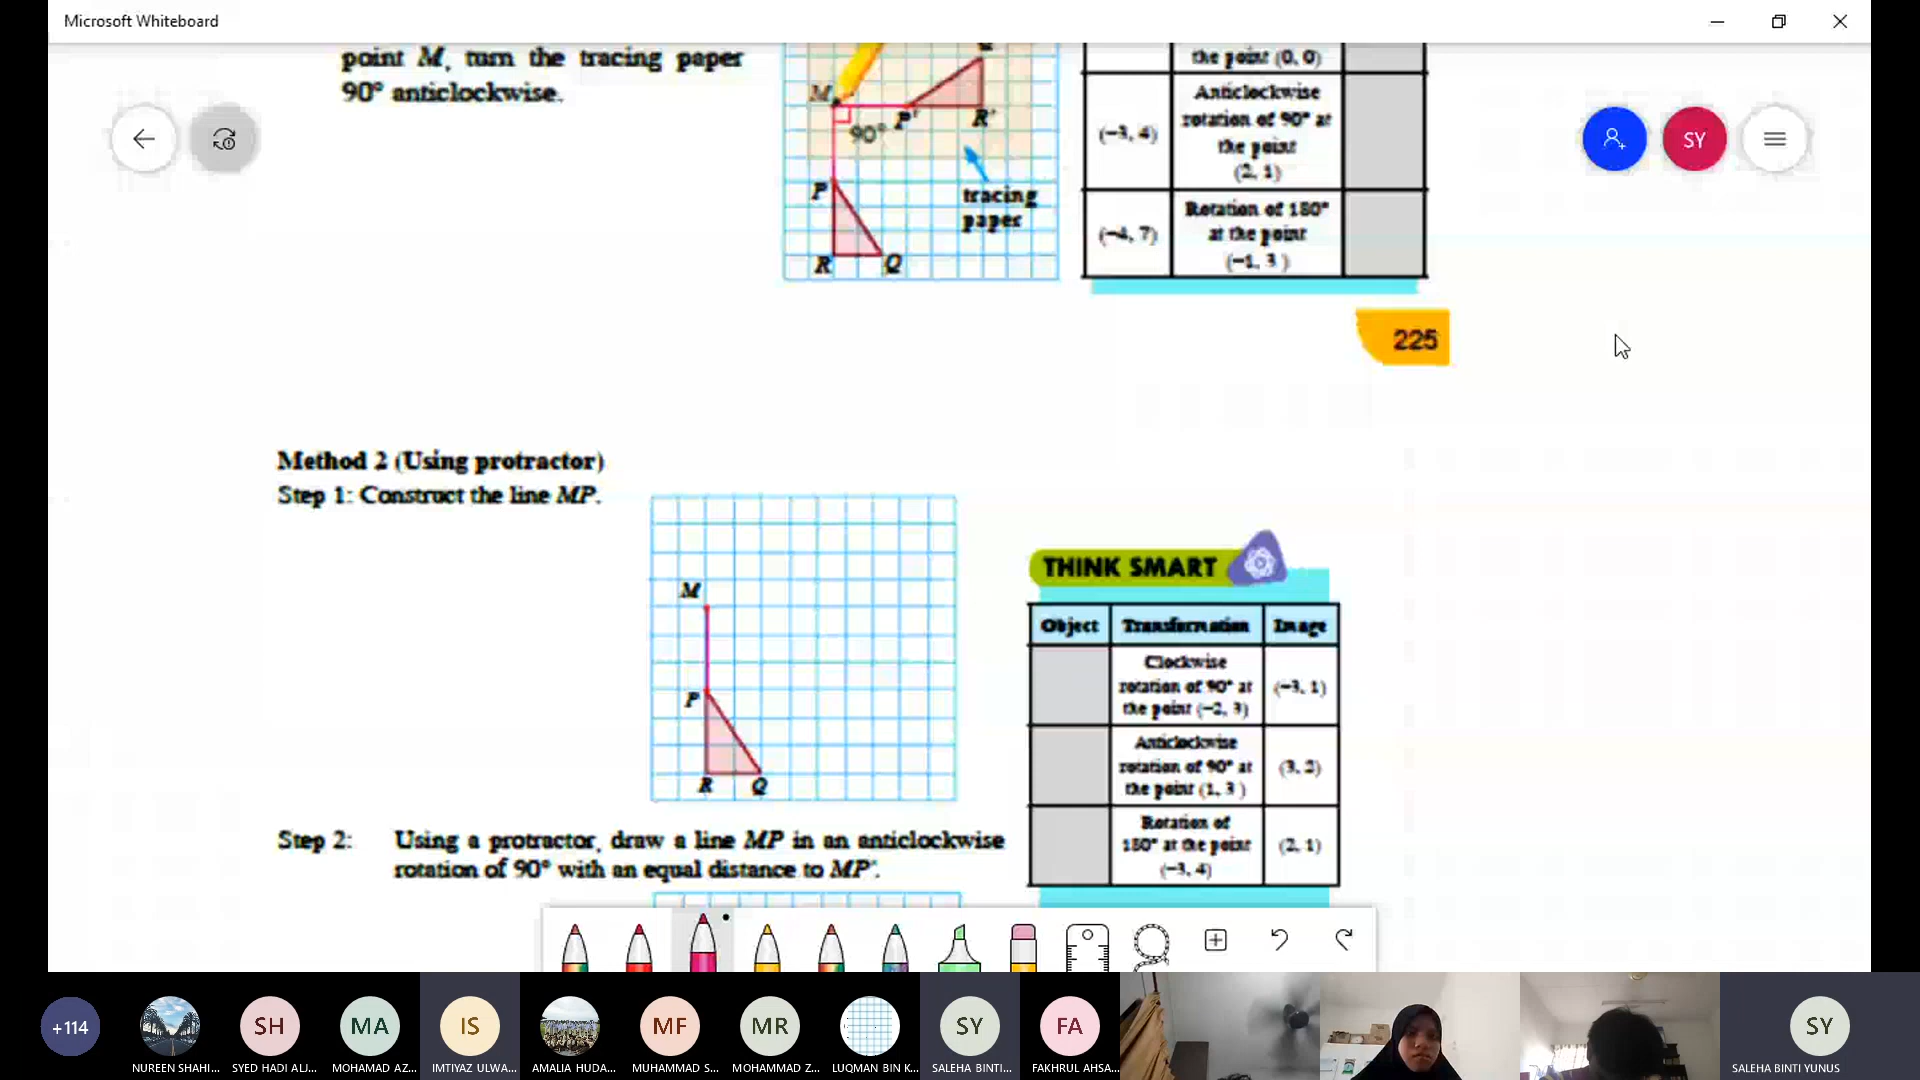 Microsoft Whiteboard
point M, turn the tracing paper
90° anticlockwise.
M
90°
P'
R'
P
R
Q
tracing
paper
the point (0, 0)
(−3, 4)
Anticlockwise
rotation of 90° at
the point
(2, 1)
(−4, 7)
Rotation of 180°
at the point
(−1, 3 )
SY
225
Method 2 (Using protractor)
Step 1: Construct the line MP.
M
P
R
Q
THINK SMART
Object
Transformation
Image
Clockwise
rotation of 90° at
the point (−2, 3)
(−3, 1)
Anticlockwise
rotation of 90° at
the point (1, 3 )
(3, 2)
Rotation of
180° at the point
(−3, 4)
(2, 1)
Step 2: Using a protractor, draw a line MP in an anticlockwise
rotation of 90° with an equal distance to MP'.
+114
SH
MA
IS
MF
MR
SY
FA
SY
NUREEN SHAHI...
SYED HADI ALI...
MOHAMAD AZ...
IMTIYAZ ULWA...
AMALIA HUDA...
MUHAMMAD S...
MOHAMMAD Z...
LUQMAN BIN K...
SALEHA BINTI...
FAKHRUL AHSA...
SALEHA BINTI YUNUS